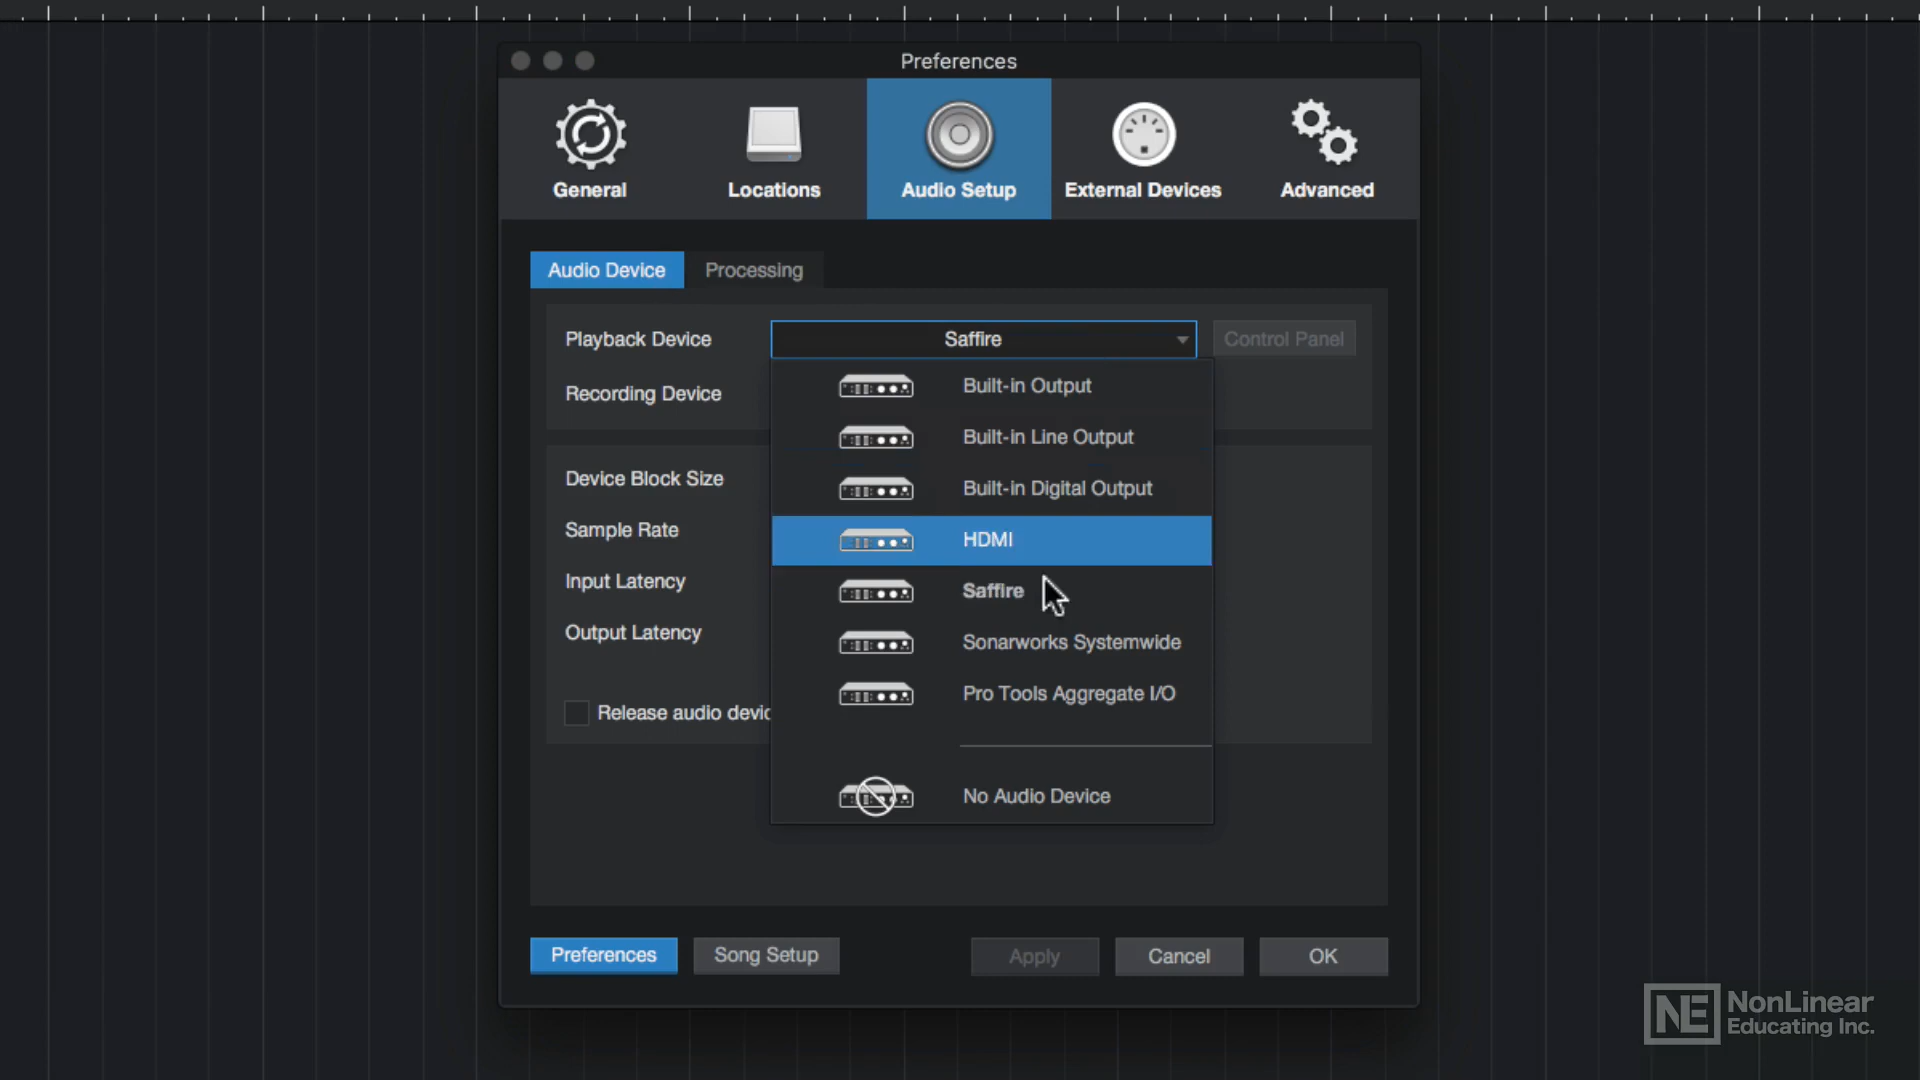 Preferences
General
Locations
Audio Setup
External Devices
Advanced
Audio Device
Processing
Playback Device
Saffire
Control Panel
Recording Device
Built-in Output
Built-in Line Output
Device Block Size
Built-in Digital Output
Sample Rate
HDMI
Input Latency
Saffire
Output Latency
Sonarworks Systemwide
Pro Tools Aggregate I/O
Release audio devic
No Audio Device
Preferences
Song Setup
Apply
Cancel
OK
NE NonLinear
Educating Inc.